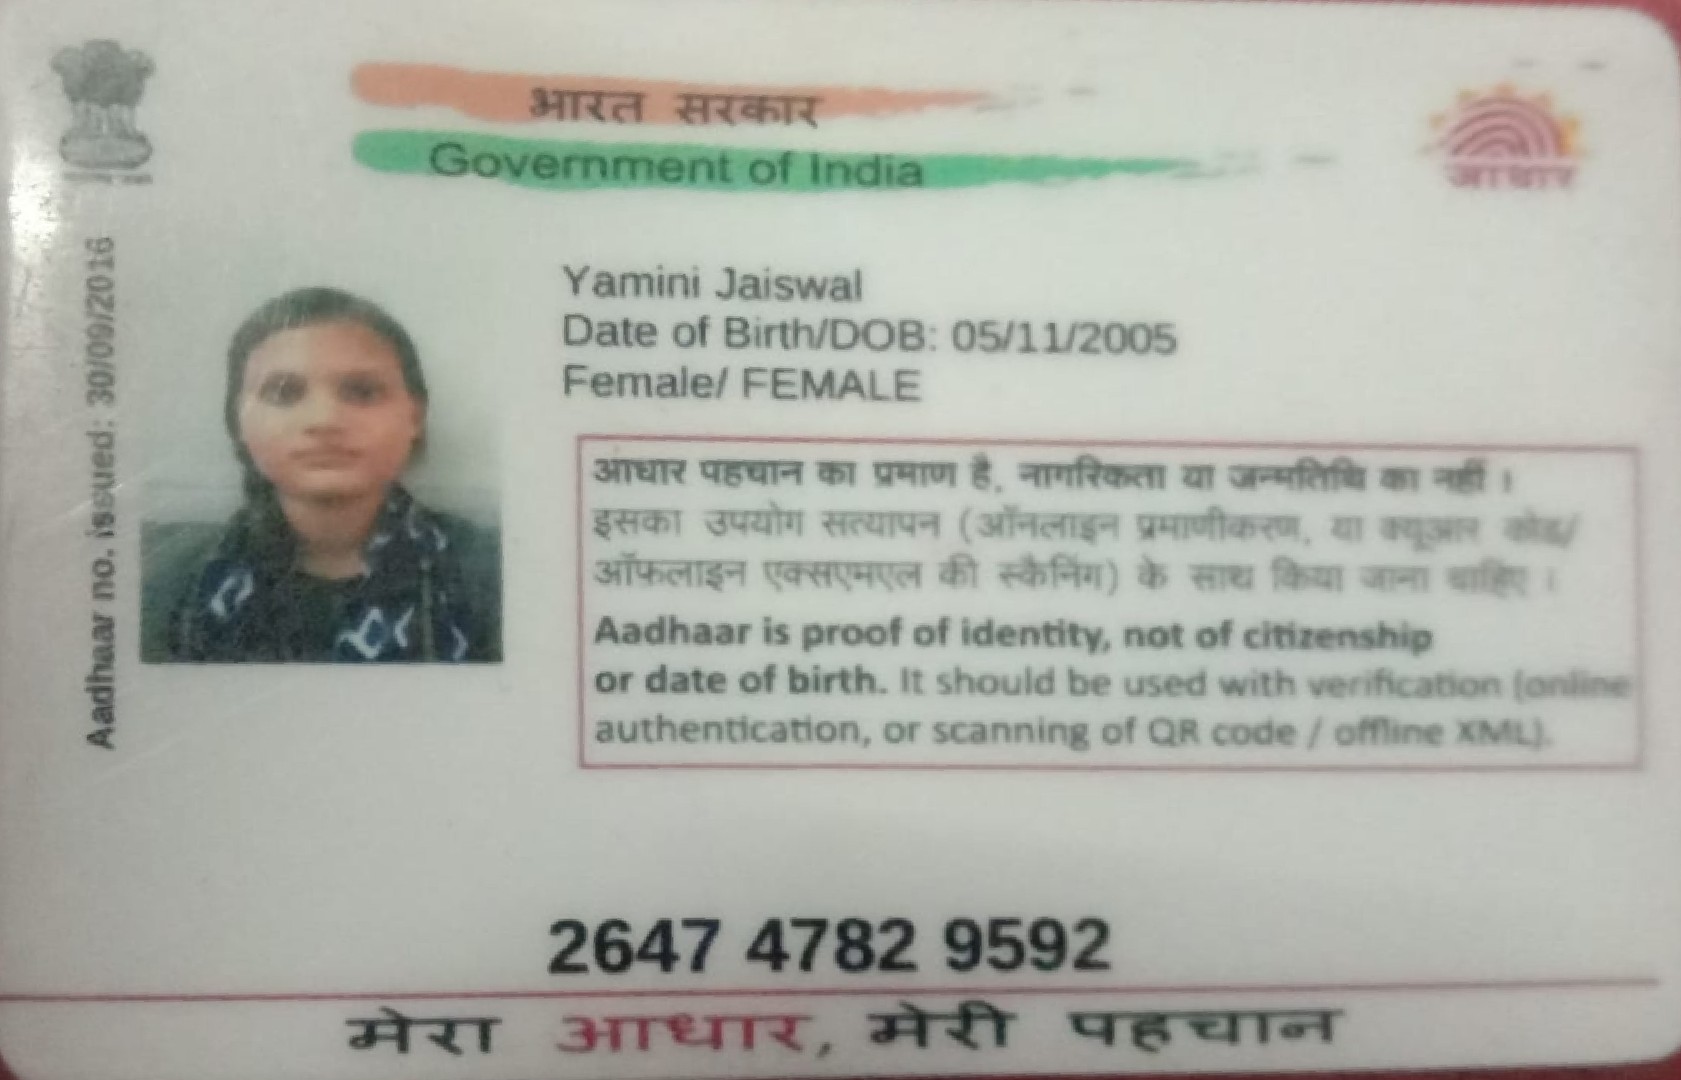 भारत सरकार
Government of India
आधार
Aadhaar no. issued: 30/09/2016
Yamini Jaiswal
Date of Birth/DOB: 05/11/2005
Female/ FEMALE
आधार पहचान का प्रमाण है, नागरिकता या जन्मतिथि का नहीं ।
इसका उपयोग सत्यापन (ऑनलाइन प्रमाणीकरण, या क्यूआर कोड/
ऑफलाइन एक्सएमएल की स्कैनिंग) के साथ किया जाना चाहिए ।
Aadhaar is proof of identity, not of citizenship
or date of birth. It should be used with verification (online
authentication, or scanning of QR code / offline XML).
2647 4782 9592
मेरा आधार, मेरी पहचान